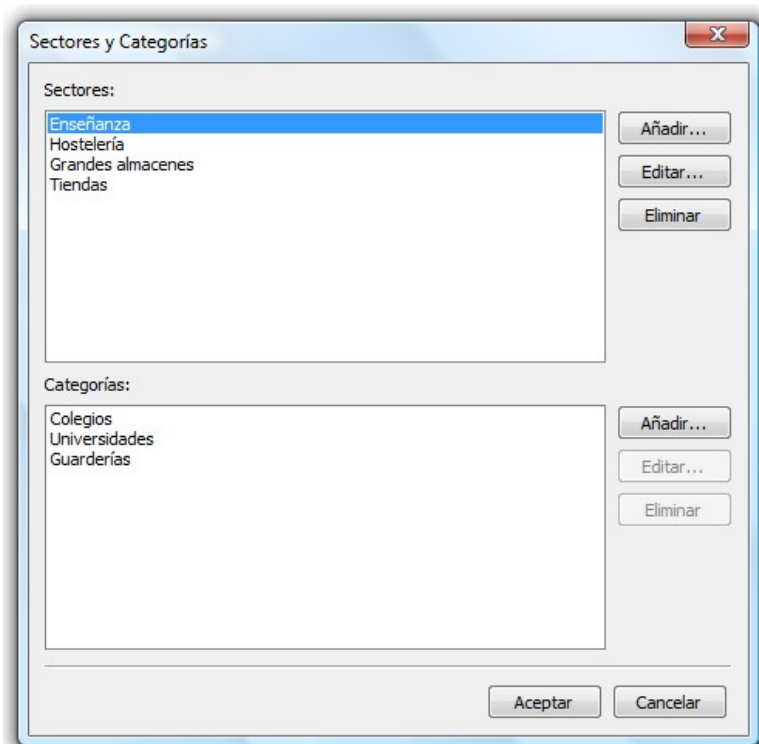 Sectores y Categorías
Sectores:
Enseñanza
Hostelería
Grandes almacenes
Tiendas
Añadir...
Editar...
Eliminar
Categorías:
Colegios
Universidades
Guarderías
Añadir...
Editar...
Eliminar
Aceptar
Cancelar